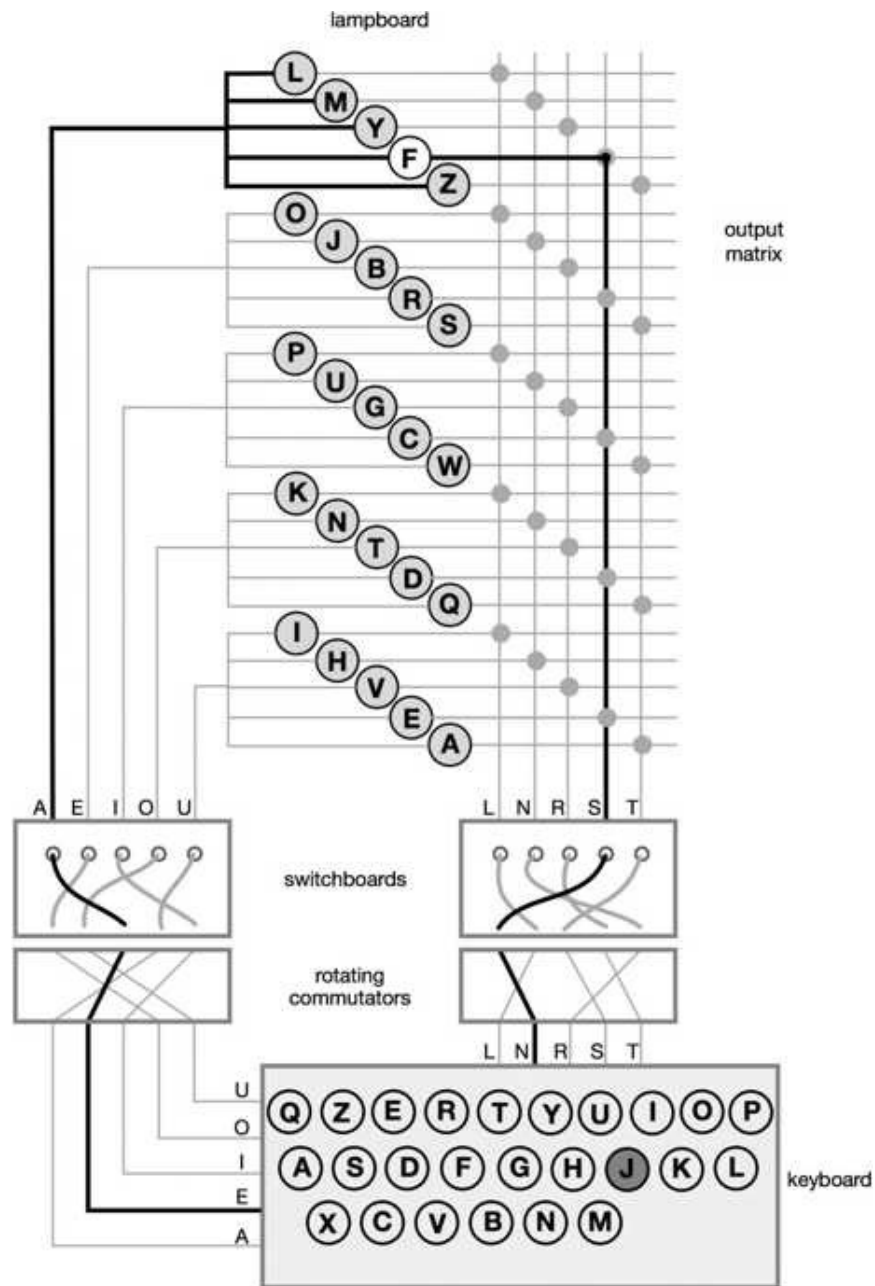 lampboard
L
M
Y
F
Z
O
J
B
R
S
output
matrix
P
U
G
C
W
K
N
T
D
Q
I
H
V
E
A
A E I O U
L N R S T
switchboards
rotating
commutators
L N R S T
U
O
I
E
A
Q Z E R T Y U I O P
A S D F G H J K L
X C V B N M
keyboard